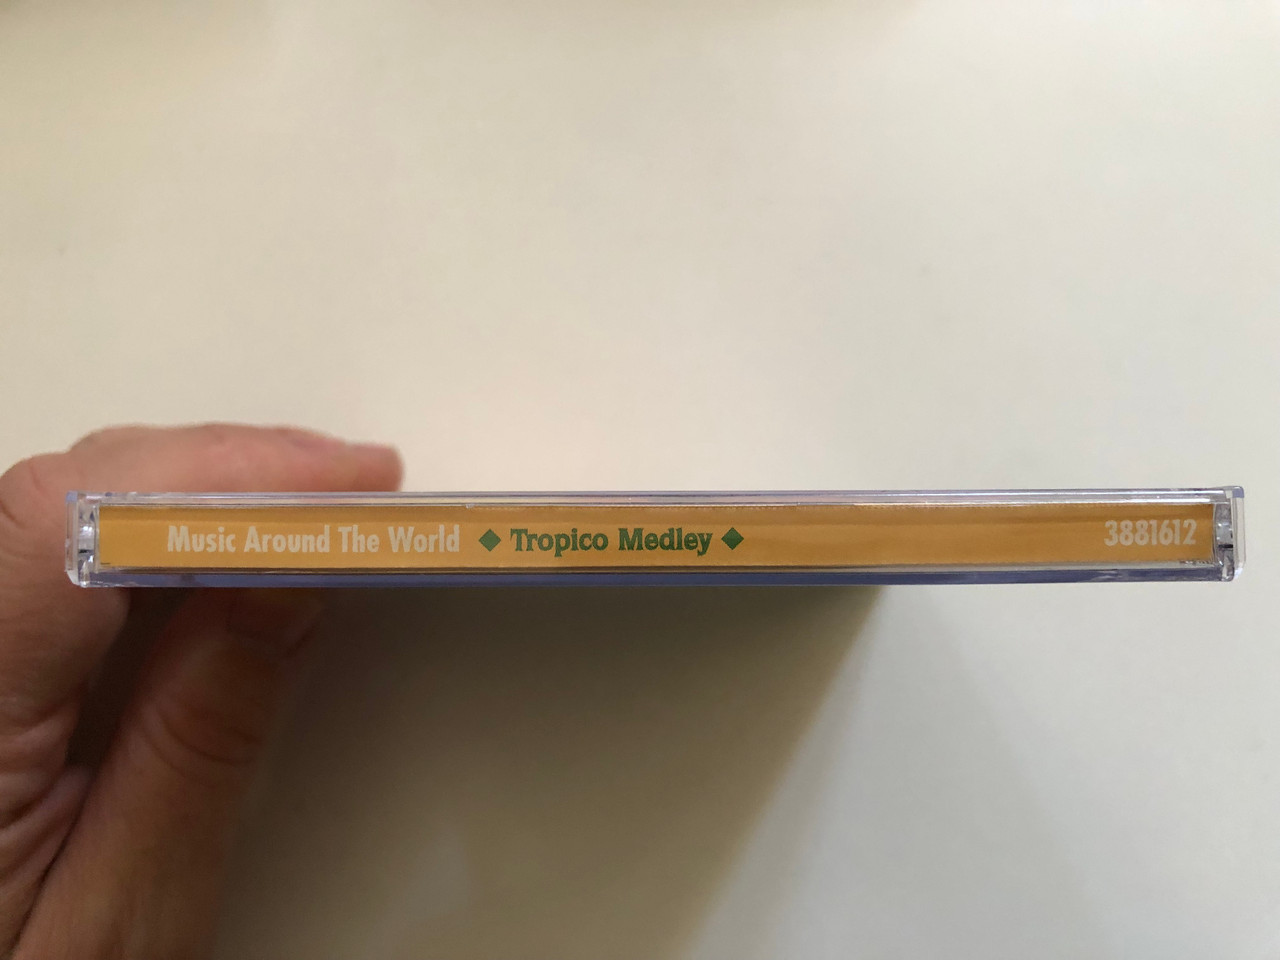 Music Around The World ◆ Tropico Medley ◆ 3881612